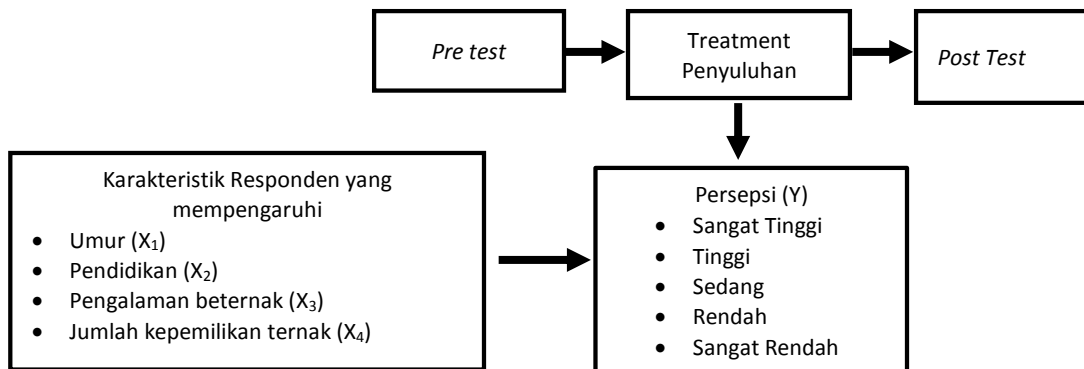 Pre test
Treatment
Penyuluhan
Post Test
Karakteristik Responden yang
mempengaruhi
• Umur (X₁)
• Pendidikan (X₂)
• Pengalaman beternak (X₃)
• Jumlah kepemilikan ternak (X₄)
Persepsi (Y)
• Sangat Tinggi
• Tinggi
• Sedang
• Rendah
• Sangat Rendah